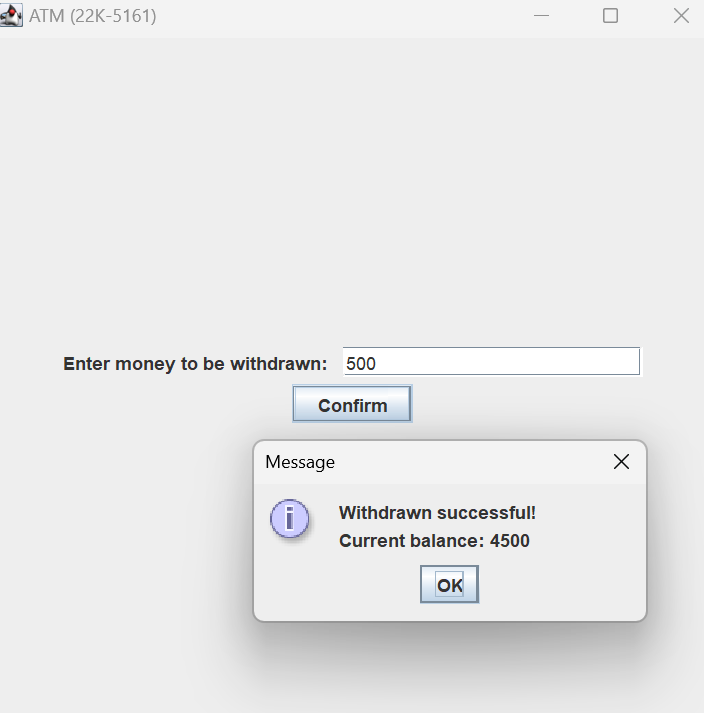 ATM (22K-5161)
Enter money to be withdrawn: 500
Confirm
Message
Withdrawn successful!
Current balance: 4500
OK